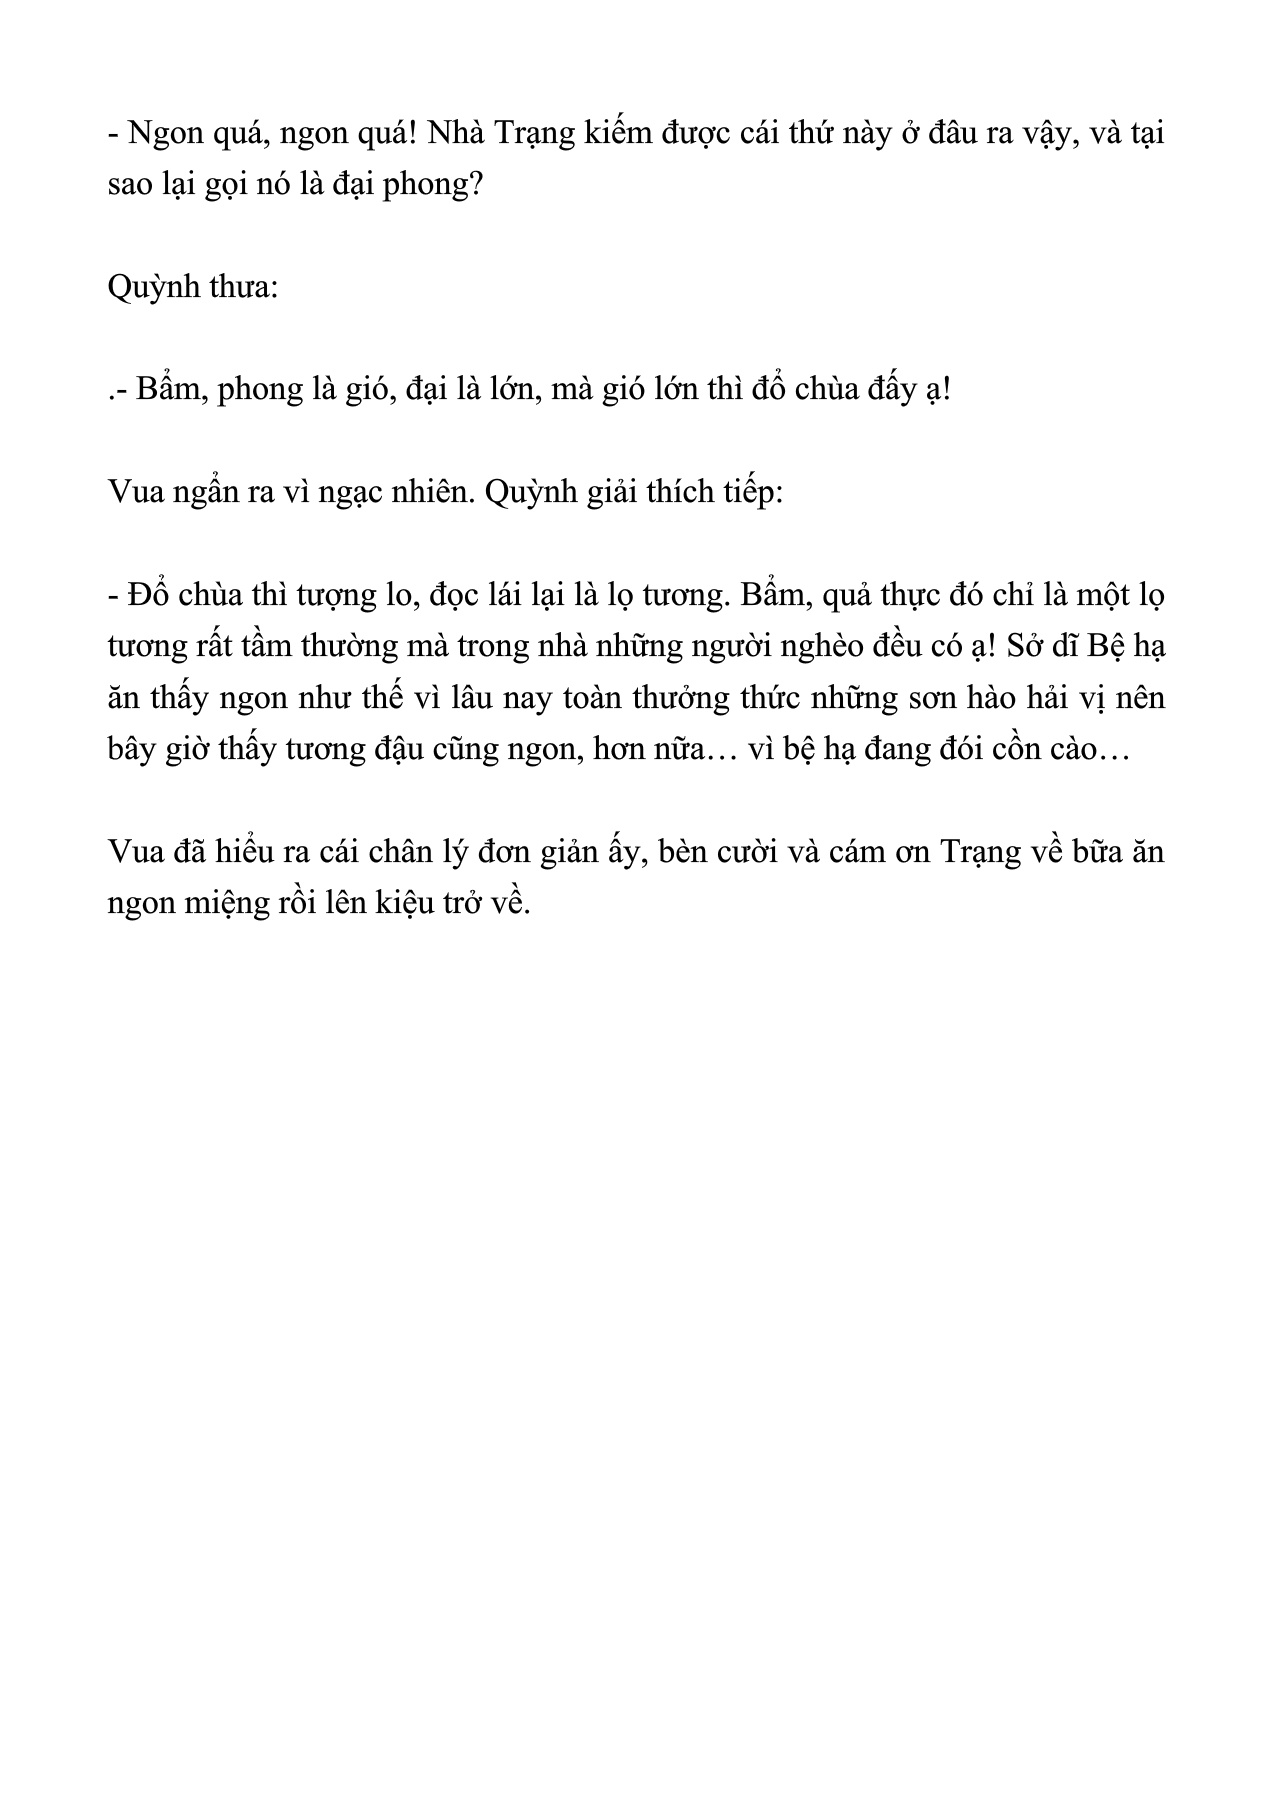 - Ngon quá, ngon quá! Nhà Trạng kiếm được cái thứ này ở đâu ra vậy, và tại
sao lại gọi nó là đại phong?
Quỳnh thưa:
.- Bẩm, phong là gió, đại là lớn, mà gió lớn thì đổ chùa đấy ạ!
Vua ngẩn ra vì ngạc nhiên. Quỳnh giải thích tiếp:
- Đổ chùa thì tượng lo, đọc lái lại là lọ tương. Bẩm, quả thực đó chỉ là một lọ
tương rất tầm thường mà trong nhà những người nghèo đều có ạ! Sở dĩ Bệ hạ
ăn thấy ngon như thế vì lâu nay toàn thưởng thức những sơn hào hải vị nên
bây giờ thấy tương đậu cũng ngon, hơn nữa… vì bệ hạ đang đói cồn cào…
Vua đã hiểu ra cái chân lý đơn giản ấy, bèn cười và cám ơn Trạng về bữa ăn
ngon miệng rồi lên kiệu trở về.